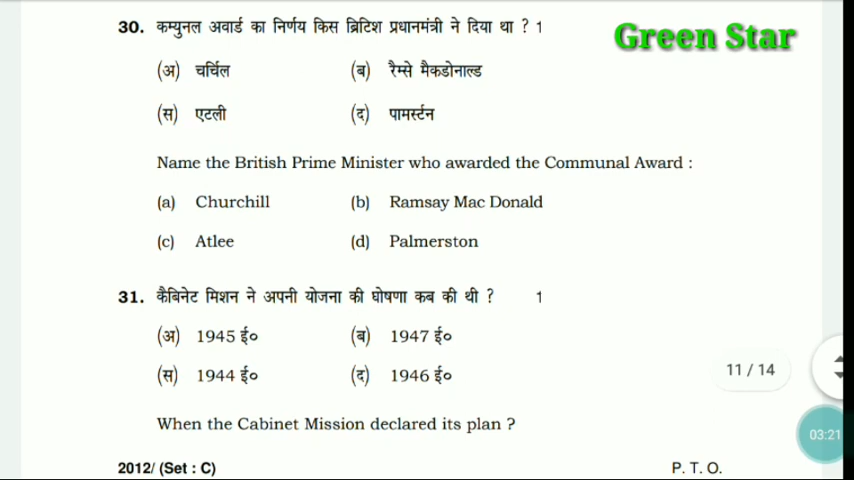 30. कम्युनल अवार्ड का निर्णय किस ब्रिटिश प्रधानमंत्री ने दिया था ? 1
Green Star
(अ) चर्चिल (ब) रैम्से मैकडोनाल्ड
(स) एटली (द) पामर्स्टन
Name the British Prime Minister who awarded the Communal Award :
(a) Churchill (b) Ramsay Mac Donald
(c) Atlee (d) Palmerston
31. कैबिनेट मिशन ने अपनी योजना की घोषणा कब की थी ? 1
(अ) 1945 ई० (ब) 1947 ई०
(स) 1944 ई० (द) 1946 ई०
11 / 14
When the Cabinet Mission declared its plan ?
03:21
2012/ (Set : C) P. T. O.